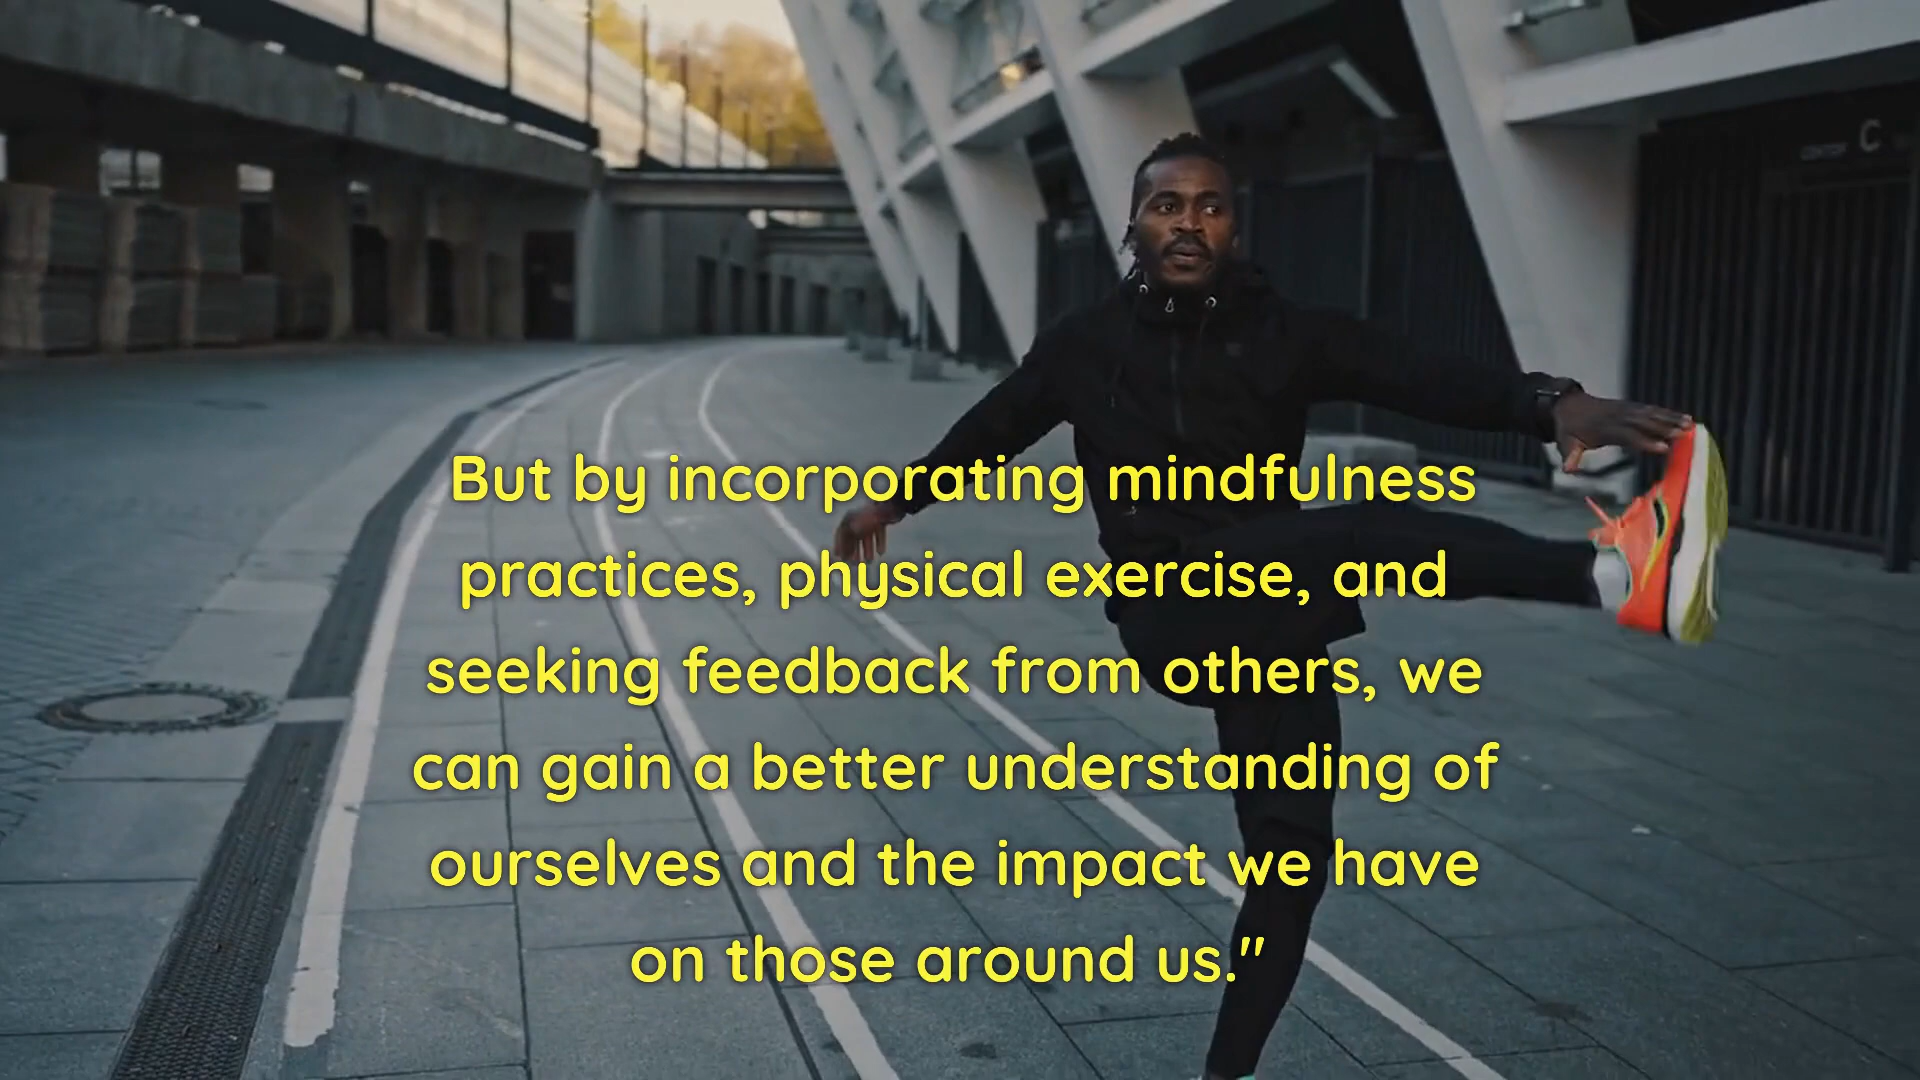 But by incorporating mindfulness
practices, physical exercise, and
seeking feedback from others, we
can gain a better understanding of
ourselves and the impact we have
on those around us."
C